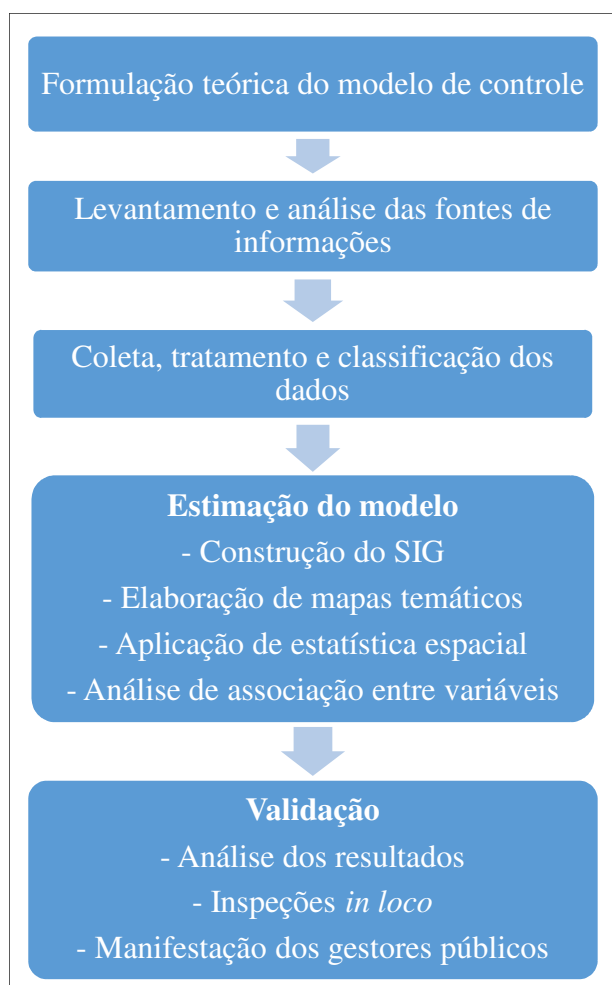 Formulação teórica do modelo de controle
Levantamento e análise das fontes de
informações
Coleta, tratamento e classificação dos
dados
Estimação do modelo
- Construção do SIG
- Elaboração de mapas temáticos
- Aplicação de estatística espacial
- Análise de associação entre variáveis
Validação
- Análise dos resultados
- Inspeções in loco
- Manifestação dos gestores públicos